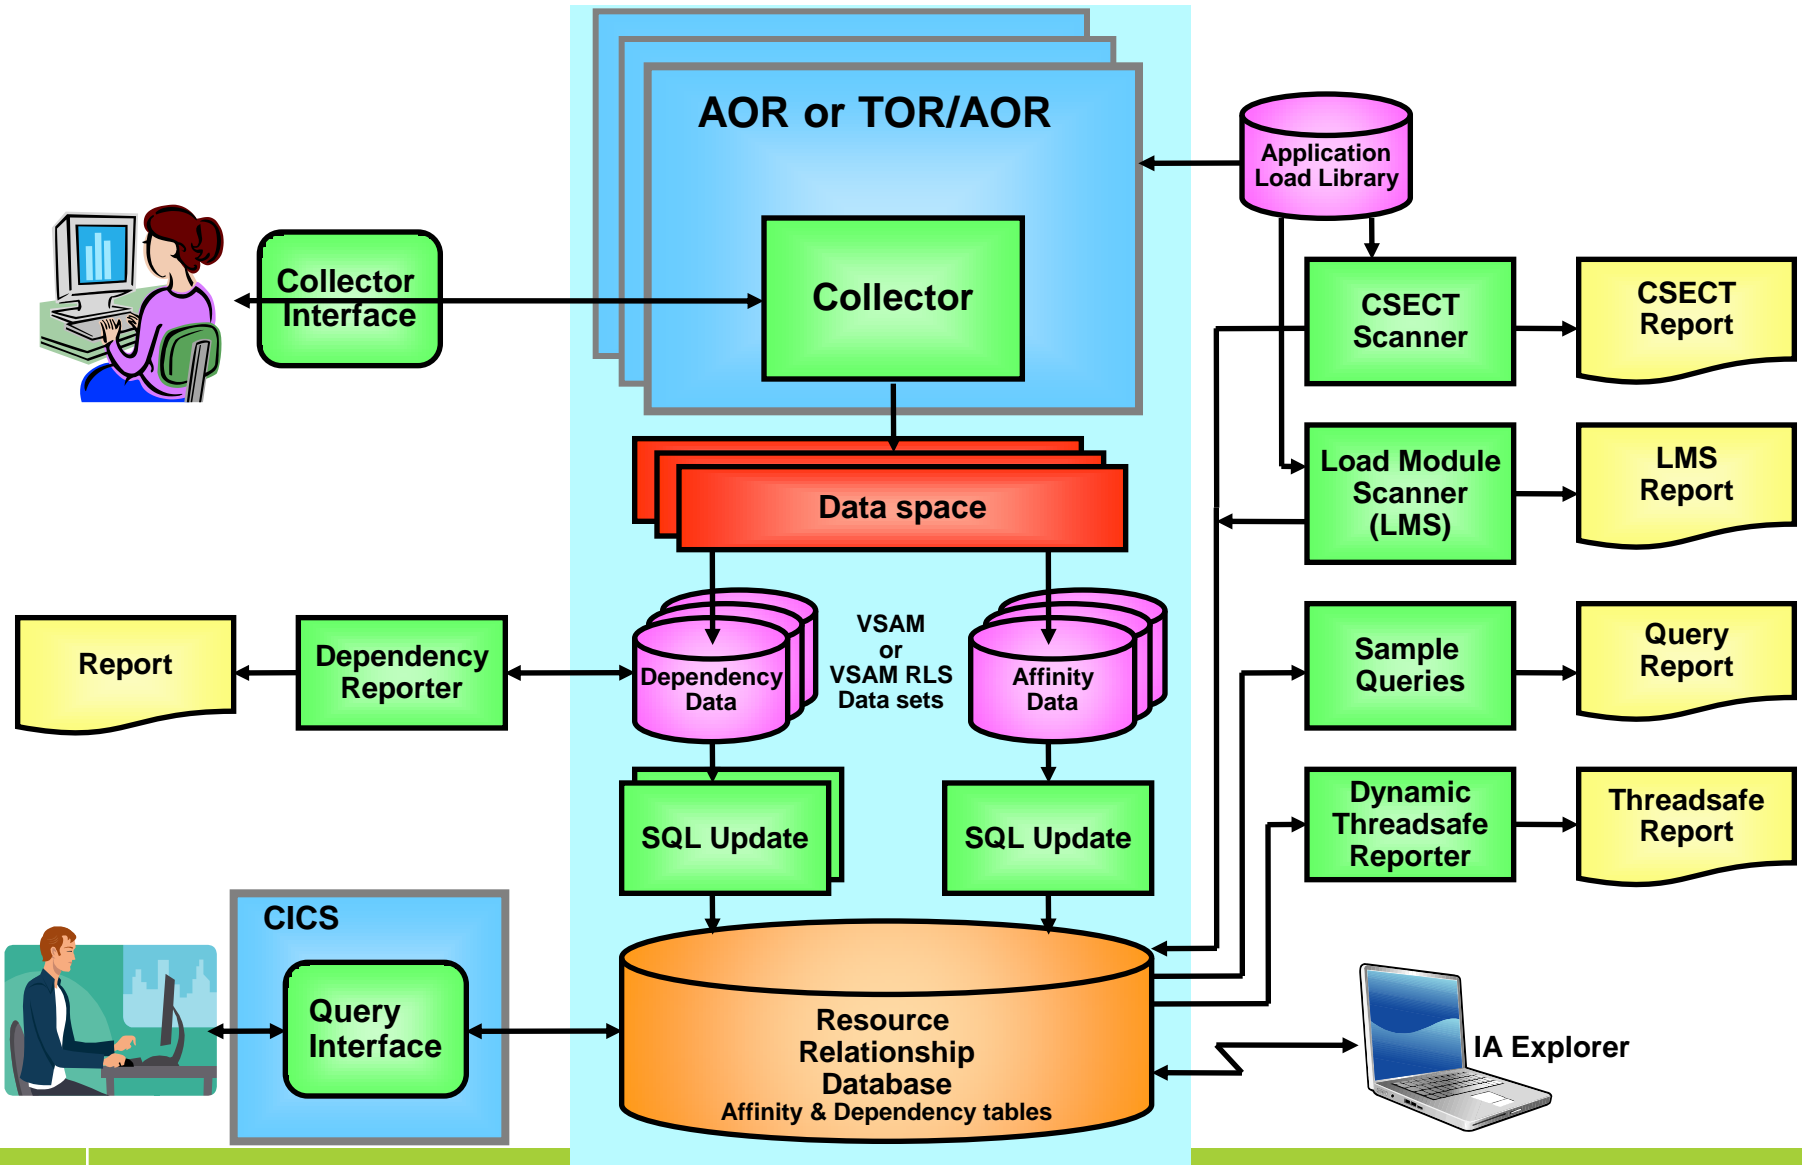 AOR or TOR/AOR
Application
Load Library
Collector
Interface
Collector
CSECT
Scanner
CSECT
Report
Load Module
Scanner
(LMS)
LMS
Report
Data space
VSAM
or
VSAM RLS
Data sets
Report
Dependency
Reporter
Dependency
Data
Affinity
Data
Sample
Queries
Query
Report
SQL Update
SQL Update
Dynamic
Threadsafe
Reporter
Threadsafe
Report
CICS
Query
Interface
Resource
Relationship
Database
Affinity & Dependency tables
IA Explorer